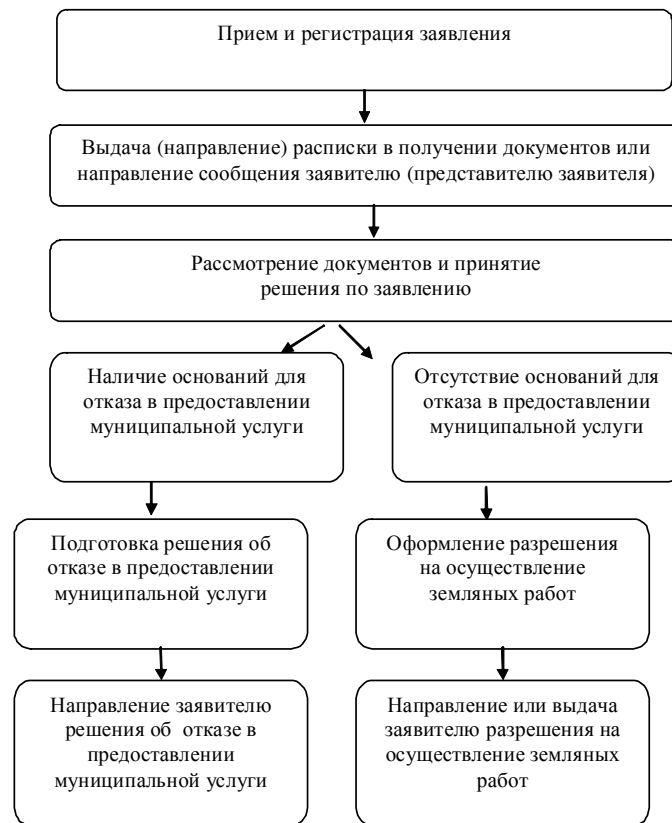 Прием и регистрация заявления
Выдача (направление) расписки в получении документов или
направление сообщения заявителю (представителю заявителя)
Рассмотрение документов и принятие
решения по заявлению
Наличие оснований для
отказа в предоставлении
муниципальной услуги
Отсутствие оснований для
отказа в предоставлении
муниципальной услуги
Подготовка решения об
отказе в предоставлении
муниципальной услуги
Оформление разрешения
на осуществление
земляных работ
Направление заявителю
решения об отказе в
предоставлении
муниципальной услуги
Направление или выдача
заявителю разрешения на
осуществление земляных
работ